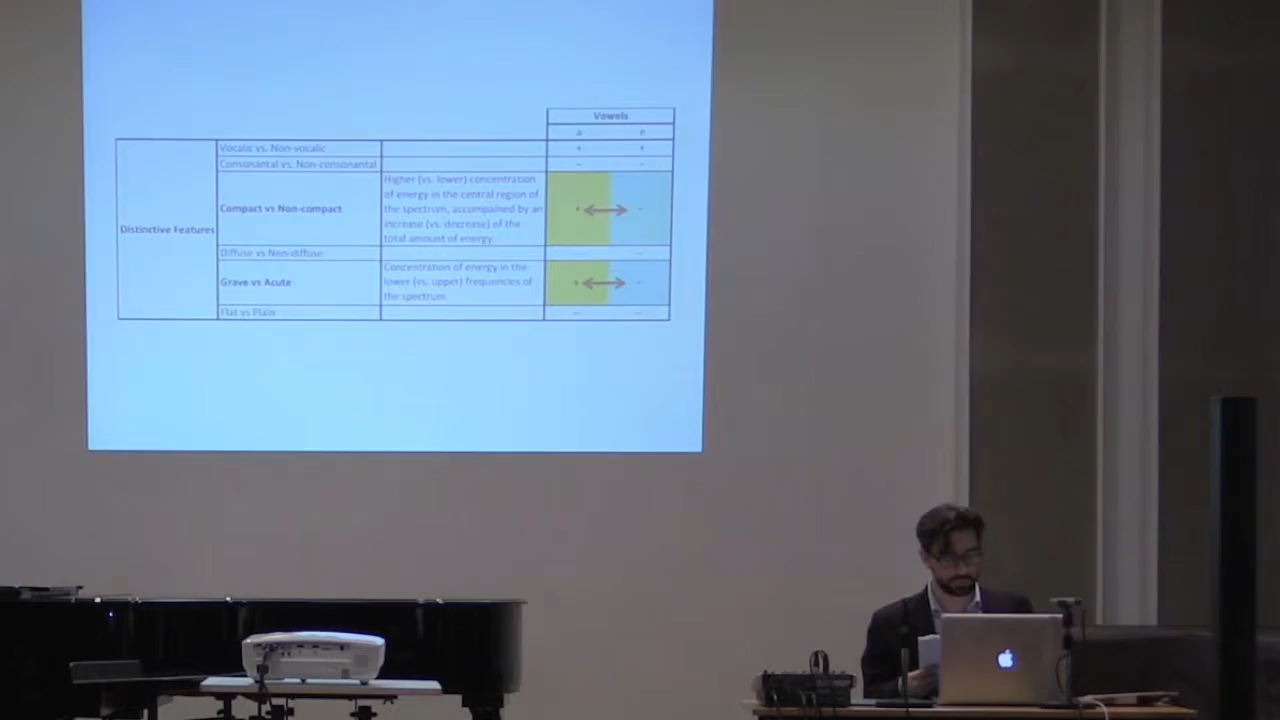 Vowels
a e
Vocalic vs. Non-vocalic + +
Consonantal vs. Non-consonantal - -
Higher (vs. lower) concentration
of energy in the central region of
Compact vs Non-compact the spectrum, accompained by an + -
increase (vs. decrease) of the
Distinctive Features
total amount of energy.
Diffuse vs Non-diffuse — —
Concentration of energy in the
Grave vs Acute lower (vs. upper) frequencies of + -
the spectrum
Flat vs Plain — —